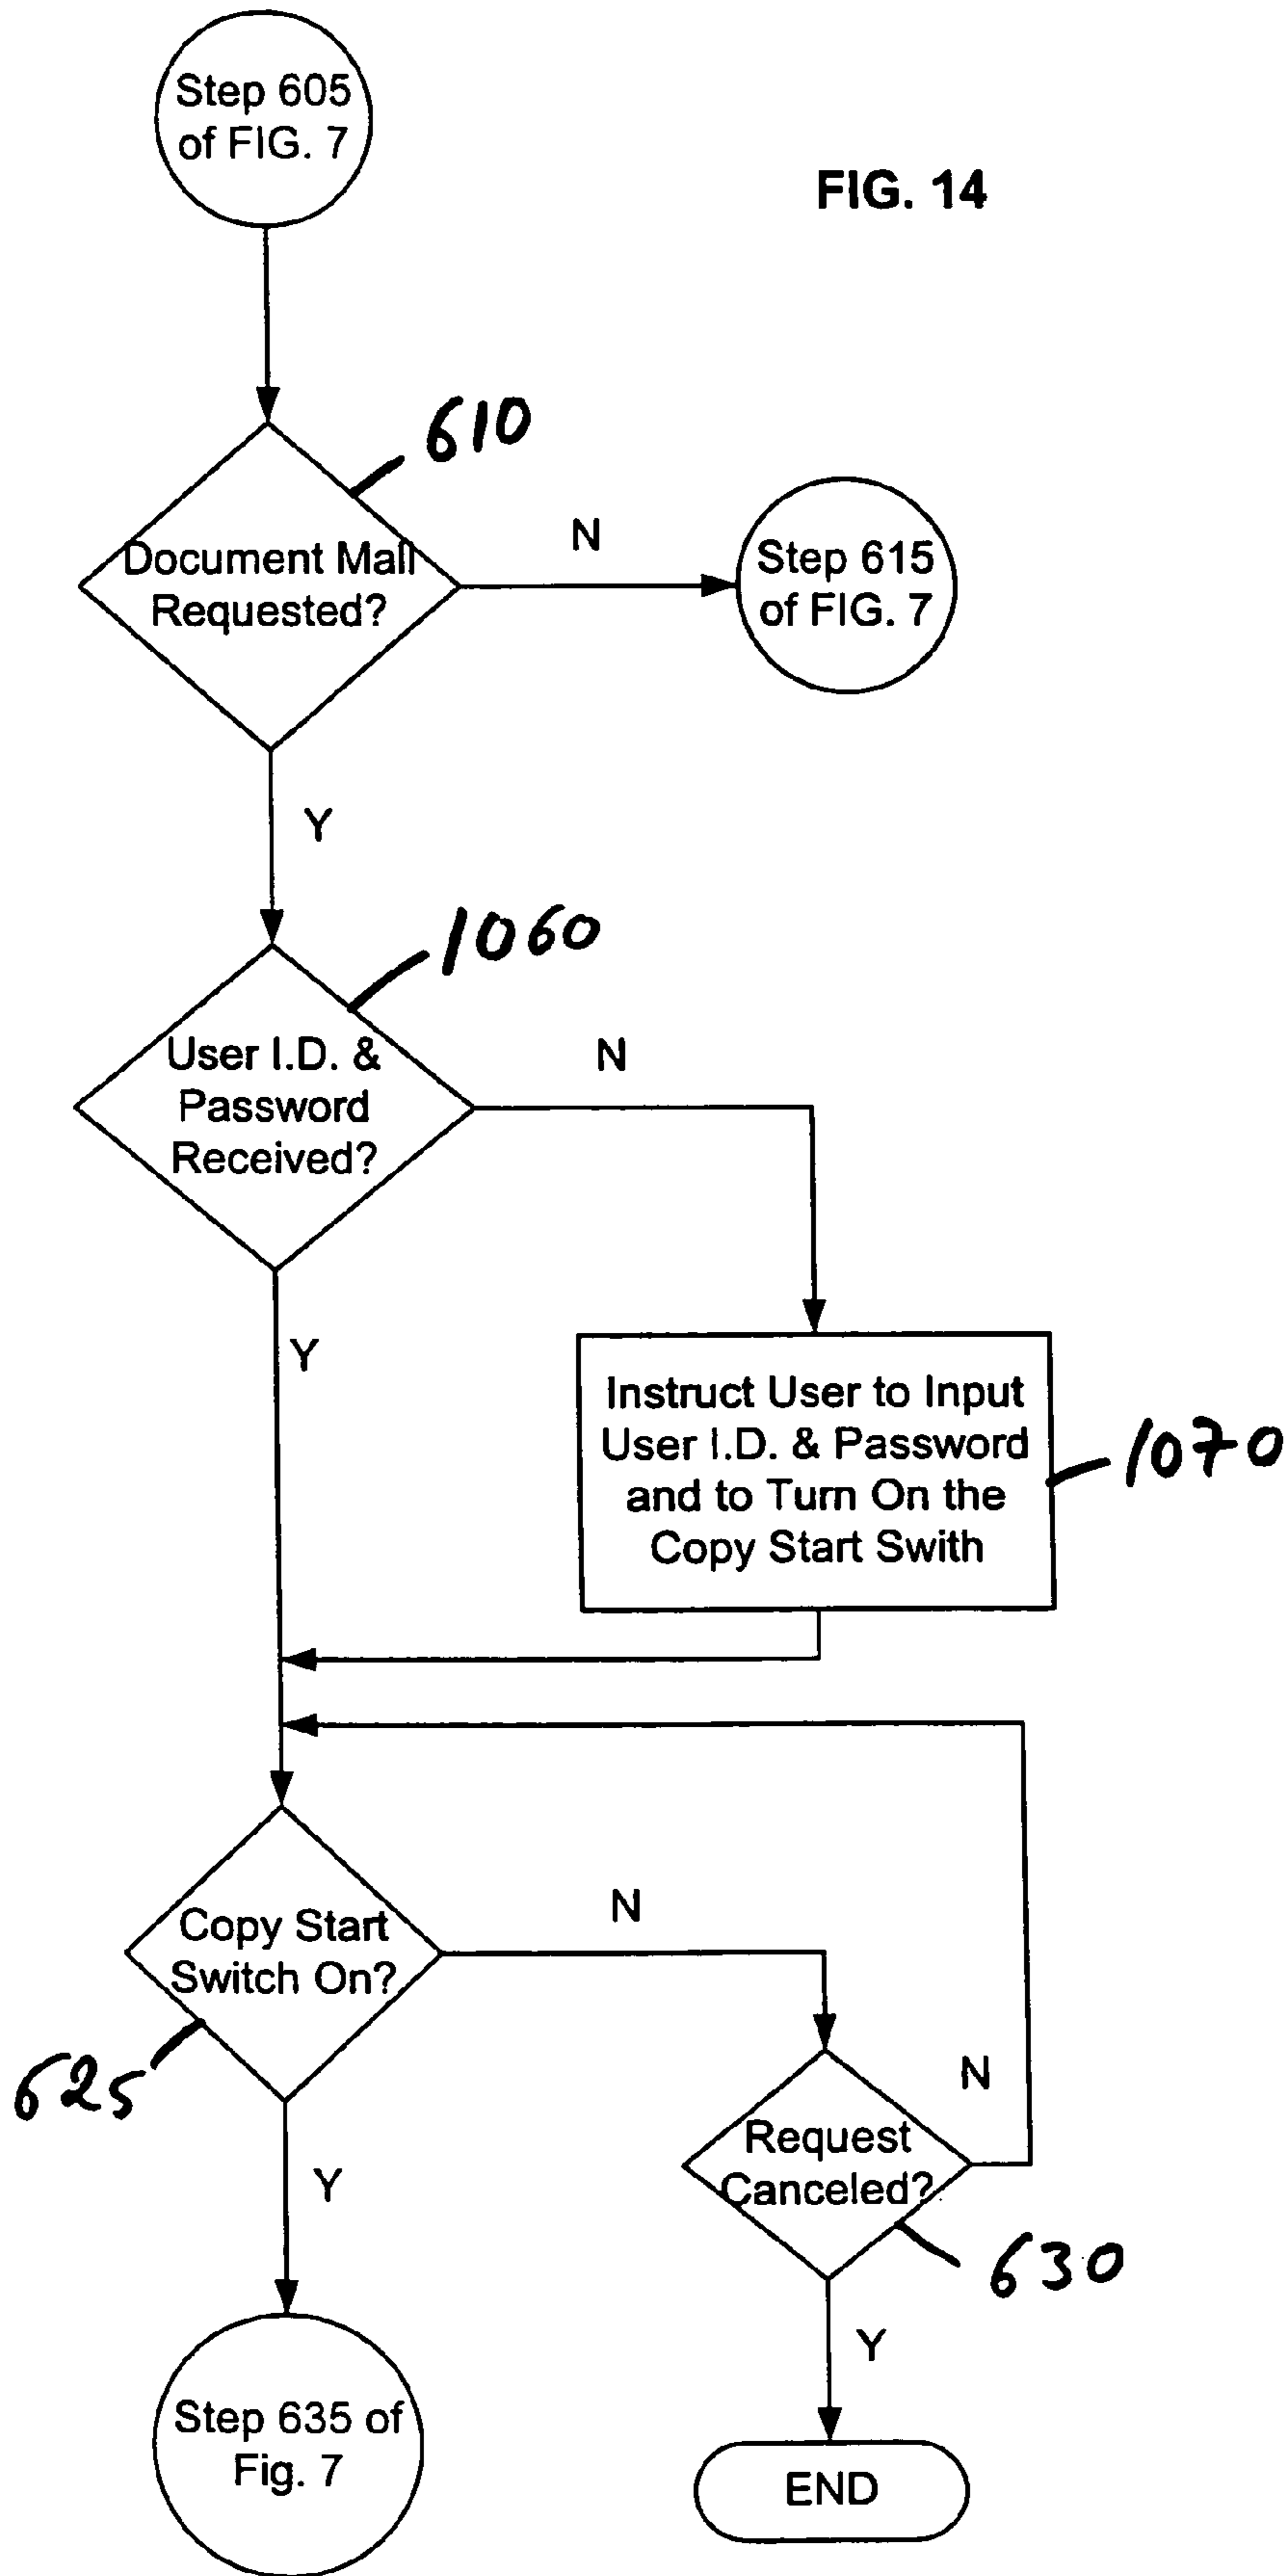 Step 605
of FIG. 7
FIG. 14
610
Document Mall
Requested?
N
Step 615
of FIG. 7
Y
1060
User I.D. &
Password
Received?
N
Y
Instruct User to Input
User I.D. & Password
and to Turn On the
Copy Start Swith
1070
Copy Start
Switch On?
N
625
Y
Request
Canceled?
N
630
Y
Step 635 of
Fig. 7
END